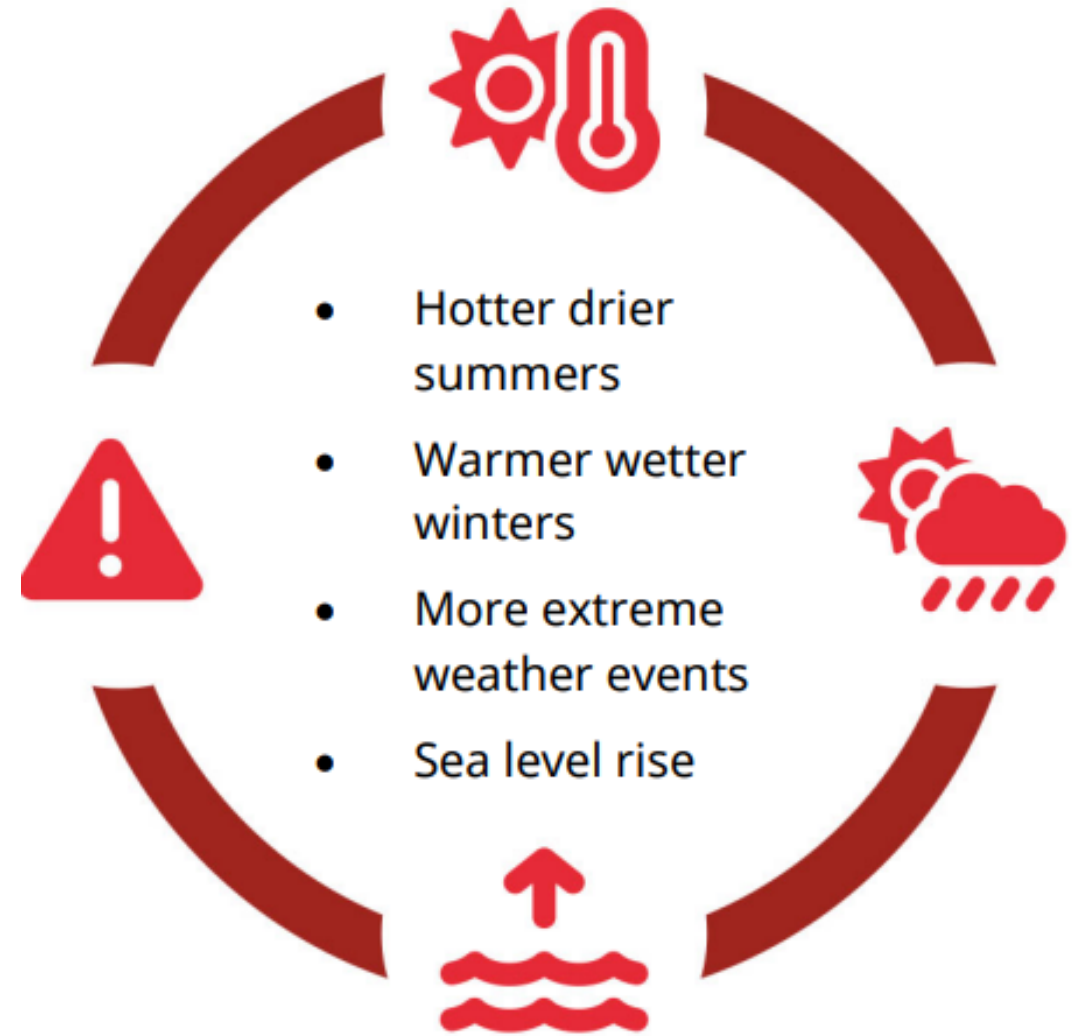 • Hotter drier
summers
• Warmer wetter
winters
• More extreme
weather events
• Sea level rise